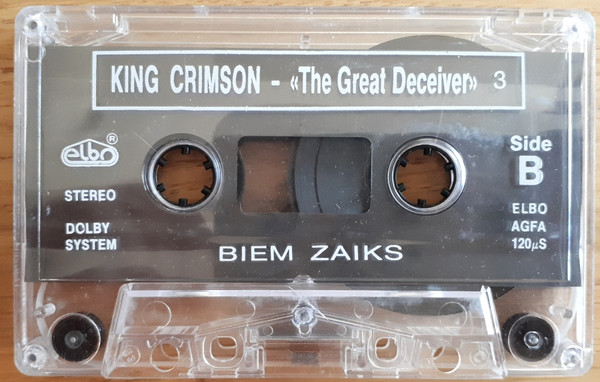 KING CRIMSON - «The Great Deceiver» 3
elbo®
STEREO
DOLBY
SYSTEM
Side
B
ELBO
AGFA
120µS
BIEM ZAIKS